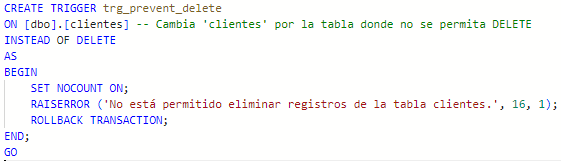 CREATE TRIGGER trg_prevent_delete
ON [dbo].[clientes] -- Cambia 'clientes' por la tabla donde no se permita DELETE
INSTEAD OF DELETE
AS
BEGIN
    SET NOCOUNT ON;
    RAISERROR ('No está permitido eliminar registros de la tabla clientes.', 16, 1);
    ROLLBACK TRANSACTION;
END;
GO